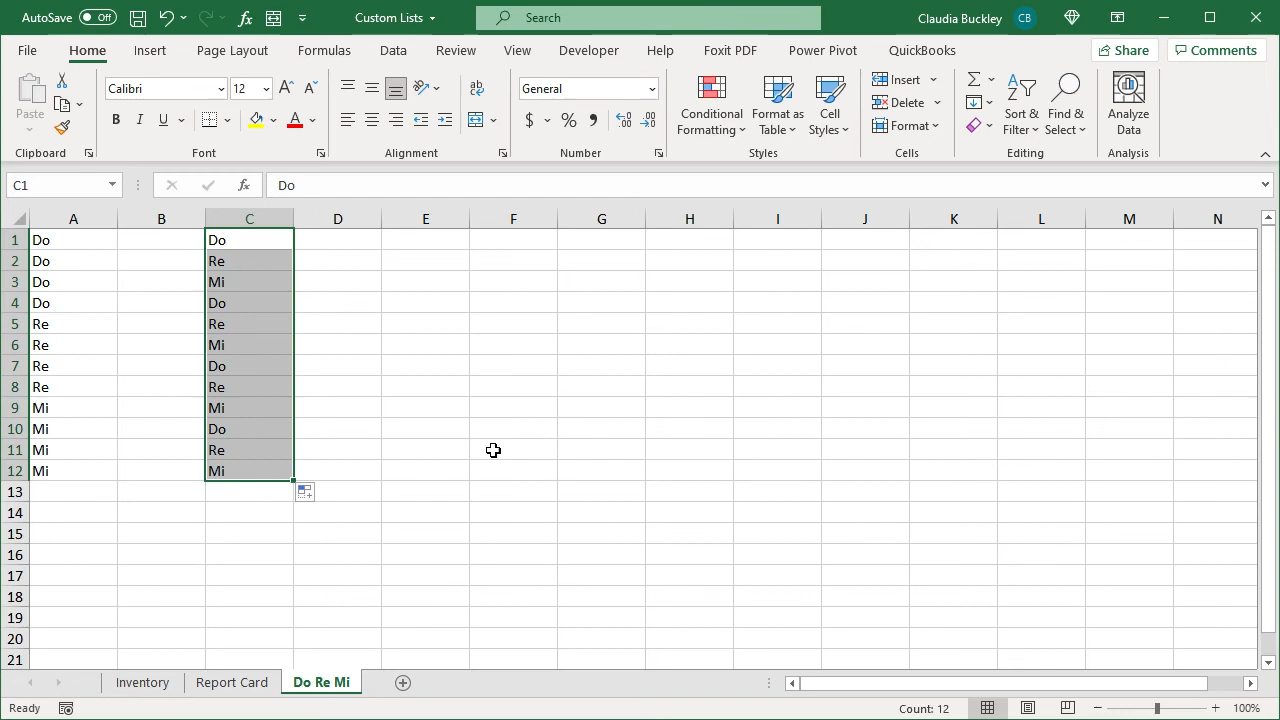 AutoSave Off Custom Lists Search Claudia Buckley CB
File Home Insert Page Layout Formulas Data Review View Developer Help Foxit PDF Power Pivot QuickBooks Share Comments
Paste Calibri 12 B I U A General $ % , Conditional Formatting Format as Table Cell Styles Insert Delete Format Sort & Filter Find & Select Analyze Data
Clipboard Font Alignment Number Styles Cells Editing Analysis
C1 fx Do
A B C D E F G H I J K L M N
1 Do Do
2 Do Re
3 Do Mi
4 Do Do
5 Re Re
6 Re Mi
7 Re Do
8 Re Re
9 Mi Mi
10 Mi Do
11 Mi Re
12 Mi Mi
13
14
15
16
17
18
19
20
21
Inventory Report Card Do Re Mi
Ready Count: 12 100%